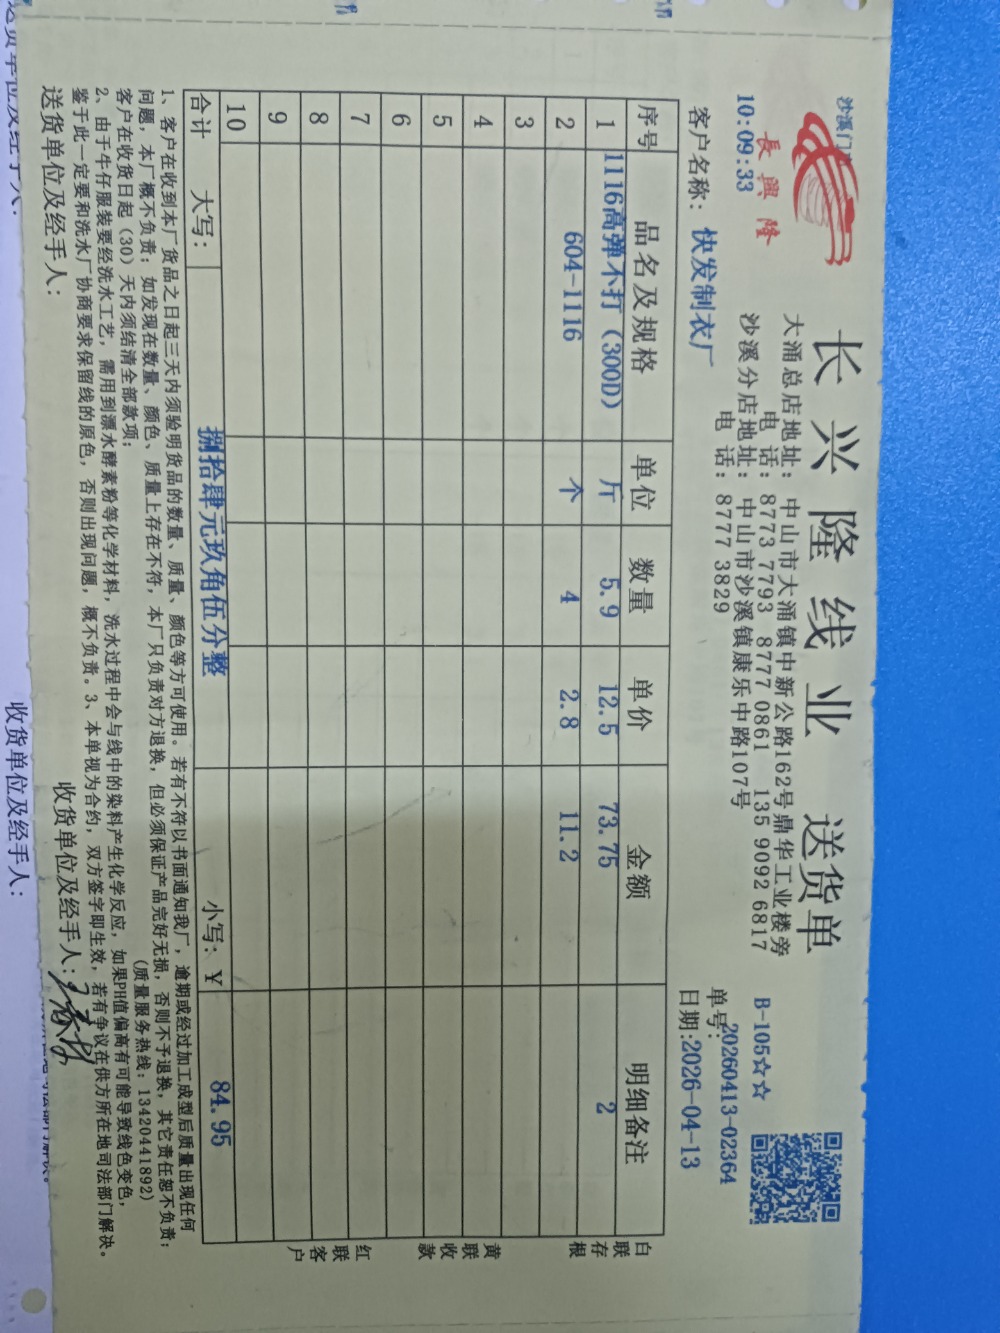 沙溪门
長興隆
10:09:33
长兴隆线业 送货单
大涌总店地址：中山市大涌镇中新公路162号鼎华工业楼旁
电 话：8773 7793 8777 0861 135 9092 6817
沙溪分店地址：中山市沙溪镇康乐中路107号
电 话：8777 3829
B-105☆☆
单号：20260413-02364
客户名称：快发制衣厂
日期:2026-04-13
序号 品名及规格 单位 数量 单价 金额 明细备注
1 1116高弹不打（300D） 斤 5.9 12.5 73.75 2
2 604-1116 个 4 2.8 11.2
3
4
5
6
7
8
9
10
合计 大写： 捌拾肆元玖角伍分整 小写：￥ 84.95
白联存根
黄联收款
红联客户
1、客户在收到本厂货品之日起三天内须验明货品的数量、质量、颜色等方可使用。若有不符以书面通知我厂，逾期或经过加工成型后质量出现任何
问题，本厂概不负责；如发现在数量、颜色、质量上存在不符，本厂只负责对方退换，但必须保证产品完好无损，否则不予退换，其它责任恕不负责；
客户在收货日起（30）天内须结清全部款项； (质量服务热线：13420441892)
2、由于牛仔服装要经洗水工艺，需用到漂水酵素粉等化学材料，洗水过程中会与线中的染料产生化学反应，如果PH值偏高有可能导致线色变色，
鉴于此一定要和洗水厂协商要求保留线的原色，否则出现问题，概不负责。3、本单视为合约，双方签字即生效，若有争议在供方所在地司法部门解决。
送货单位及经手人： 收货单位及经手人：
送货单位及经手人： 收货单位及经手人：